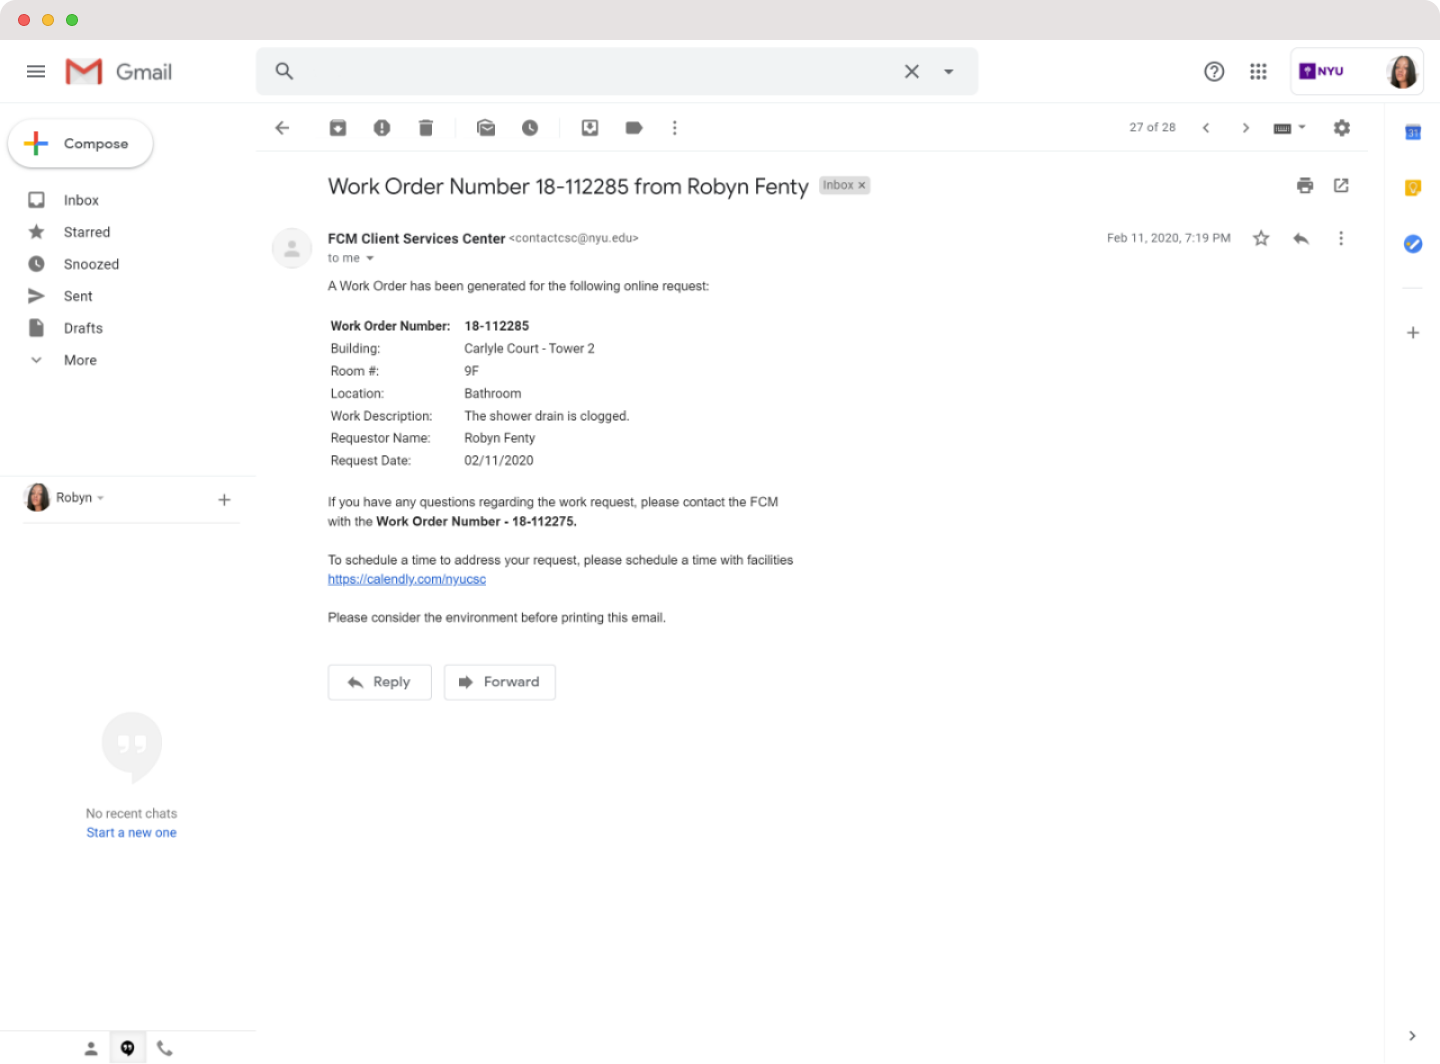 Gmail
NYU
Compose
27 of 28
31
Inbox
Starred
Snoozed
Sent
Drafts
More
Work Order Number 18-112285 from Robyn Fenty
Inbox ×
FCM Client Services Center <contactcsc@nyu.edu>
Feb 11, 2020, 7:19 PM
to me
A Work Order has been generated for the following online request:
Work Order Number: 18-112285
Building: Carlyle Court - Tower 2
Room #: 9F
Location: Bathroom
Work Description: The shower drain is clogged.
Requestor Name: Robyn Fenty
Request Date: 02/11/2020
If you have any questions regarding the work request, please contact the FCM
with the Work Order Number - 18-112275.
To schedule a time to address your request, please schedule a time with facilities
https://calendly.com/nyucsc
Please consider the environment before printing this email.
Reply
Forward
Robyn
No recent chats
Start a new one